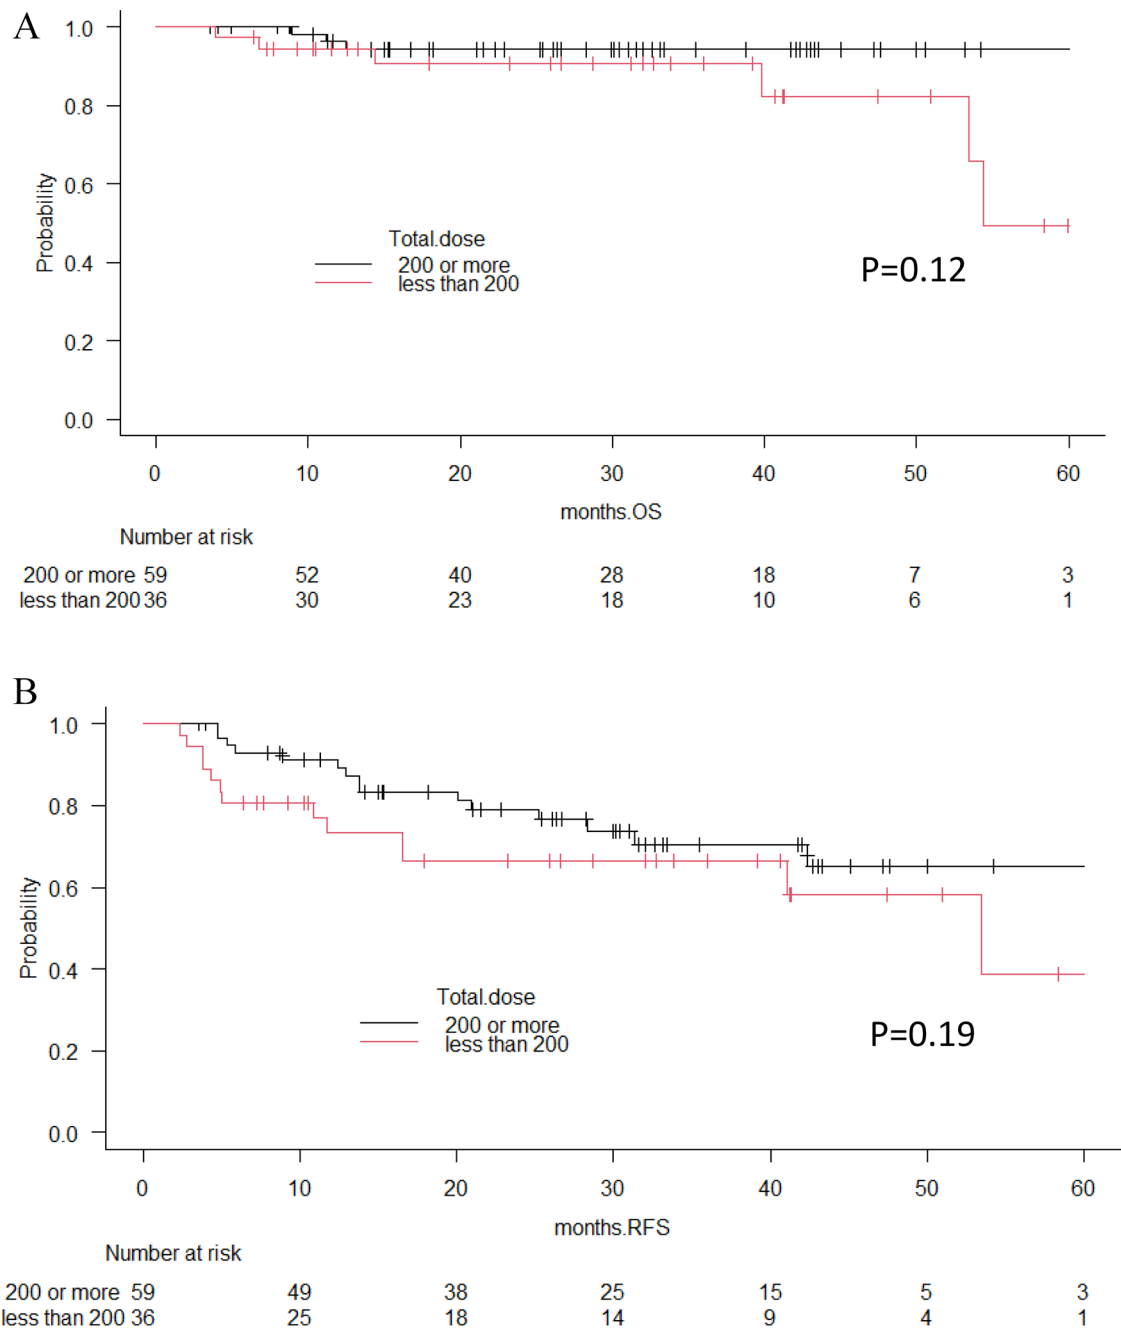 A
1.0
0.8
0.6
0.4
0.2
0.0
Probability
Total.dose
200 or more
less than 200
P=0.12
0 10 20 30 40 50 60
months.OS
Number at risk
200 or more 59 52 40 28 18 7 3
less than 200 36 30 23 18 10 6 1
B
1.0
0.8
0.6
0.4
0.2
0.0
Probability
Total.dose
200 or more
less than 200
P=0.19
0 10 20 30 40 50 60
months.RFS
Number at risk
200 or more 59 49 38 25 15 5 3
less than 200 36 25 18 14 9 4 1